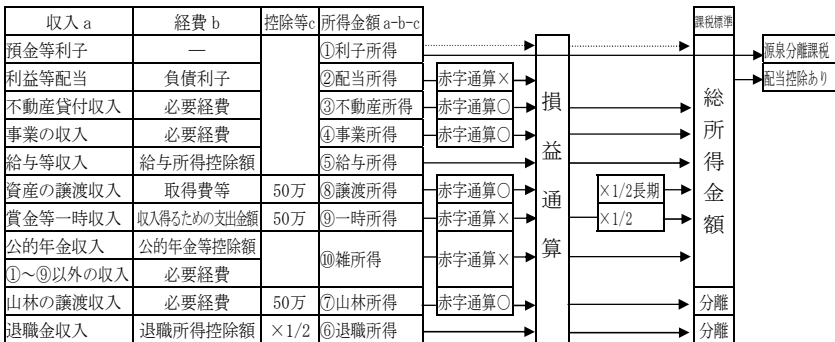 収入 a 経費 b 控除等c 所得金額 a-b-c 課税標準
預金等利子 — ①利子所得 源泉分離課税
利益等配当 負債利子 ②配当所得 赤字通算× 配当控除あり
不動産貸付収入 必要経費 ③不動産所得 赤字通算○
事業の収入 必要経費 ④事業所得 赤字通算○
給与等収入 給与所得控除額 ⑤給与所得
資産の譲渡収入 取得費等 50万 ⑧譲渡所得 赤字通算○ ×1/2長期
賞金等一時収入 収入得るための支出金額 50万 ⑨一時所得 赤字通算× ×1/2
公的年金収入 公的年金等控除額 ⑩雑所得
①~⑨以外の収入 必要経費
山林の譲渡収入 必要経費 50万 ⑦山林所得 赤字通算○ 分離
退職金収入 退職所得控除額 ×1/2 ⑥退職所得 分離
損益通算
総所得金額